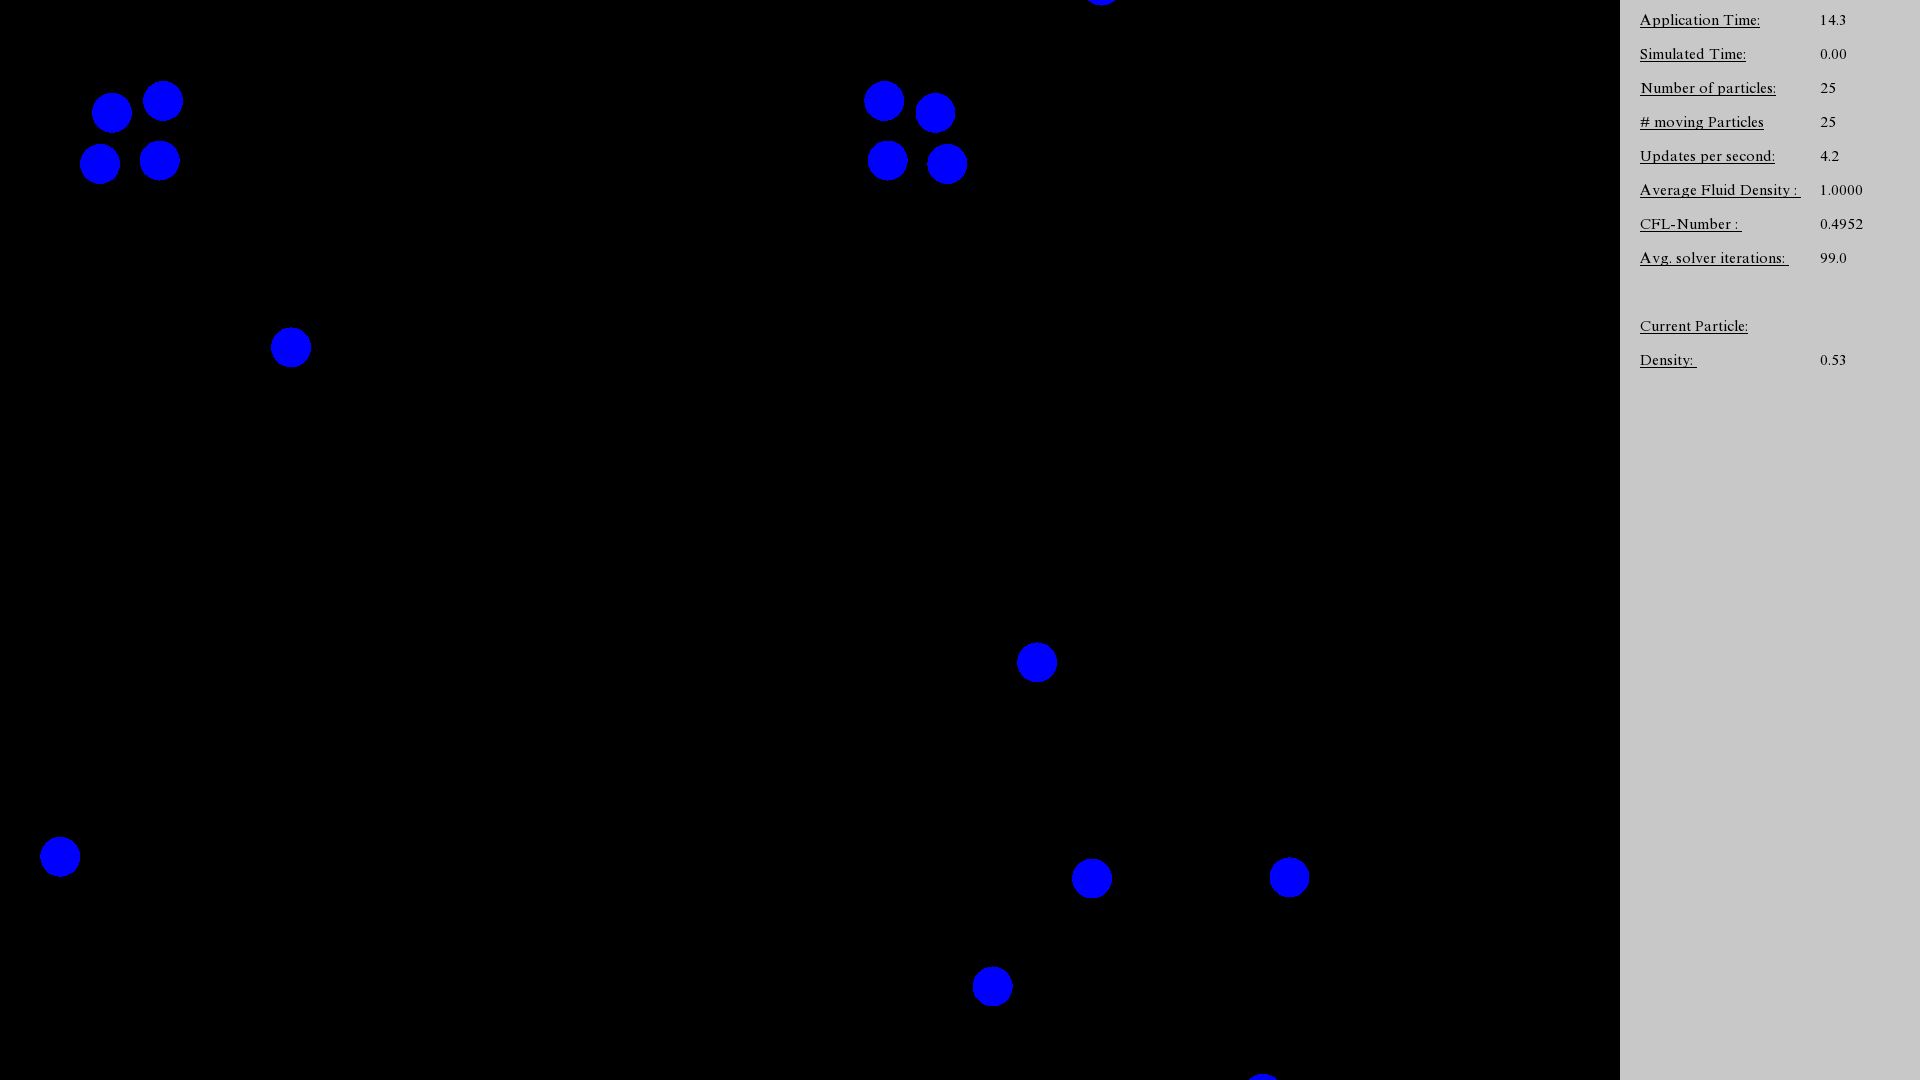 Application Time: 14.3
Simulated Time: 0.00
Number of particles: 25
# moving Particles 25
Updates per second: 4.2
Average Fluid Density : 1.0000
CFL-Number : 0.4952
Avg. solver iterations: 99.0
Current Particle:
Density: 0.53